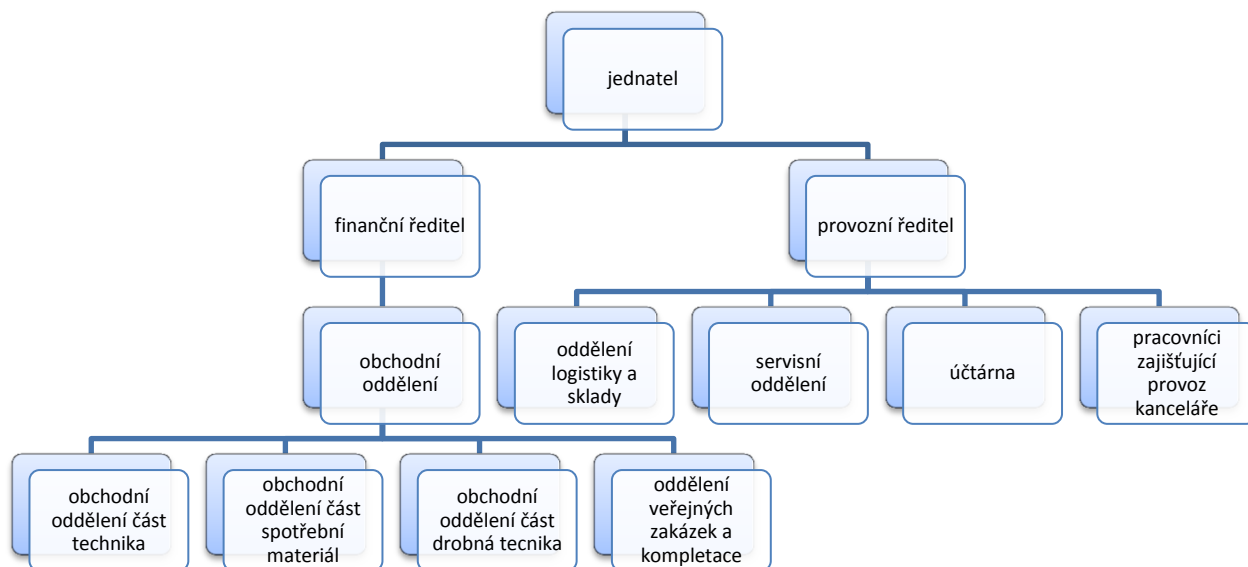 jednatel
finanční ředitel
provozní ředitel
obchodní
oddělení
oddělení
logistiky a
sklady
servisní
oddělení
účtárna
pracovníci
zajišťující
provoz
kanceláře
obchodní
oddělení část
technika
obchodní
oddělení část
spotřební
materiál
obchodní
oddělení část
drobná tecnika
oddělení
veřejných
zakázek a
kompletace